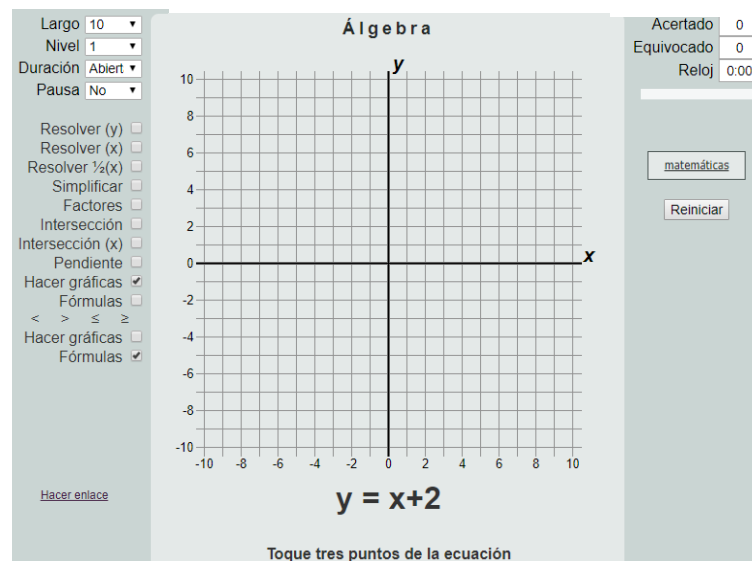 Largo 10
Nivel 1
Duración Abiert
Pausa No
Resolver (y)
Resolver (x)
Resolver ½(x)
Simplificar
Factores
Intersección
Intersección (x)
Pendiente
Hacer gráficas
Fórmulas
< > ≤ ≥
Hacer gráficas
Fórmulas
Hacer enlace
Álgebra
y
10
8
6
4
2
0
x
-2
-4
-6
-8
-10
-10 -8 -6 -4 -2 0 2 4 6 8 10
y = x+2
Toque tres puntos de la ecuación
Acertado 0
Equivocado 0
Reloj 0:00
matemáticas
Reiniciar